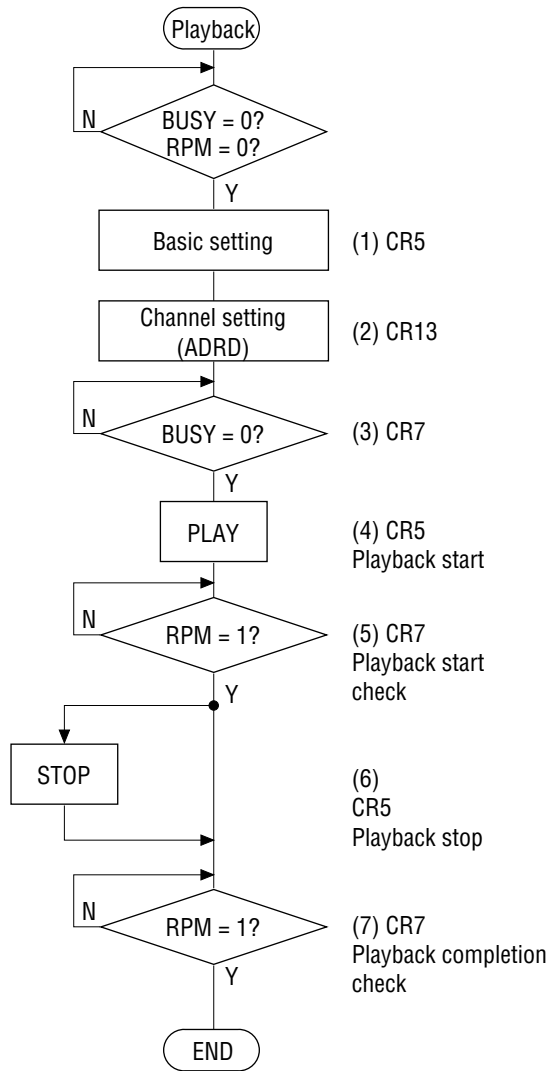 Playback
N
BUSY = 0?
RPM = 0?
Y
Basic setting
(1) CR5
Channel setting
(ADRD)
(2) CR13
N
BUSY = 0?
(3) CR7
Y
PLAY
(4) CR5
Playback start
N
RPM = 1?
(5) CR7
Playback start
check
Y
STOP
(6)
CR5
Playback stop
N
RPM = 1?
(7) CR7
Playback completion
check
Y
END